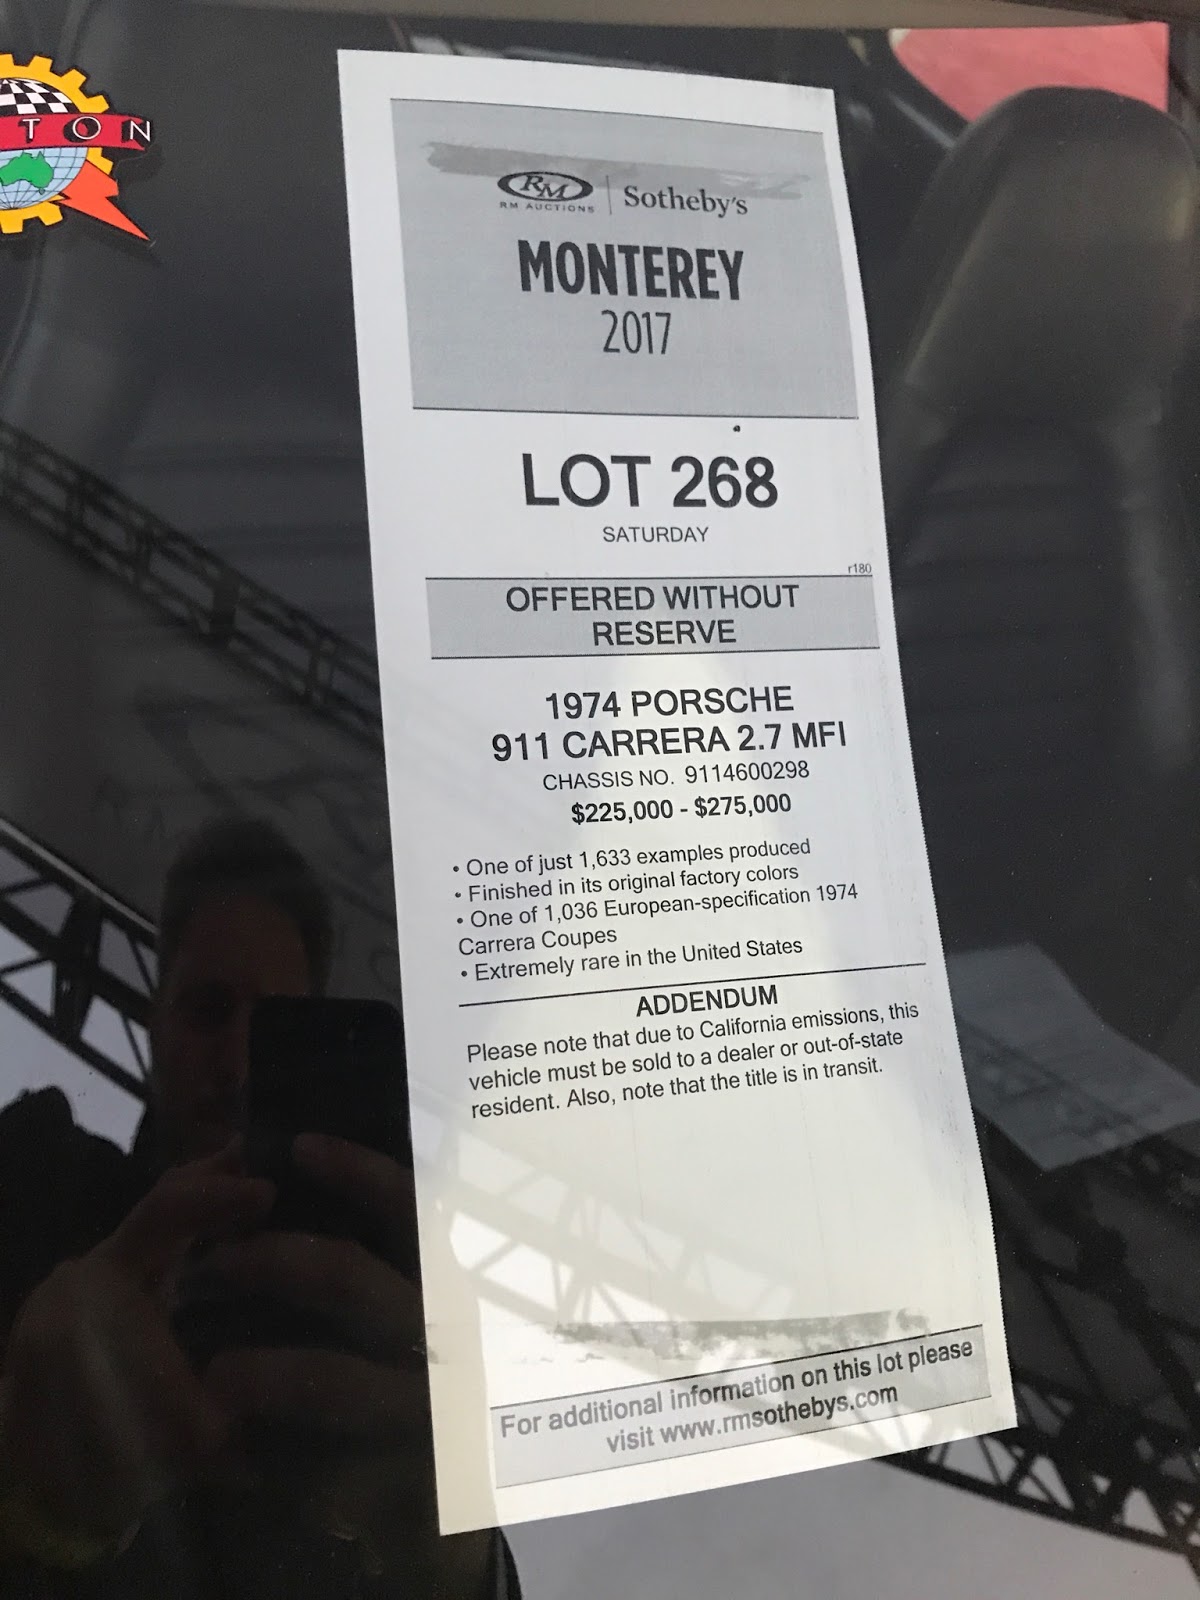 TON
RM
RM AUCTIONS | Sotheby's
MONTEREY
2017
LOT 268
SATURDAY
r180
OFFERED WITHOUT
RESERVE
1974 PORSCHE
911 CARRERA 2.7 MFI
CHASSIS NO. 9114600298
$225,000 - $275,000
• One of just 1,633 examples produced
• Finished in its original factory colors
• One of 1,036 European-specification 1974
Carrera Coupes
• Extremely rare in the United States
ADDENDUM
Please note that due to California emissions, this
vehicle must be sold to a dealer or out-of-state
resident. Also, note that the title is in transit.
For additional information on this lot please
visit www.rmsothebys.com